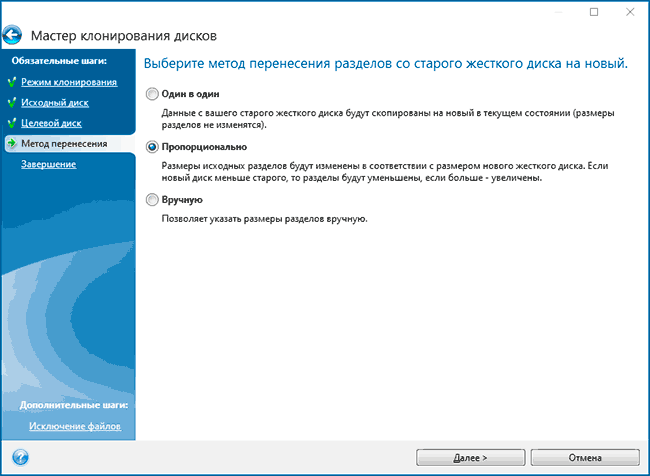 Мастер клонирования дисков
Обязательные шаги:
Режим клонирования
Исходный диск
Целевой диск
Метод перенесения
Завершение
Выберите метод перенесения разделов со старого жесткого диска на новый.
Один в один
Данные с вашего старого жесткого диска будут скопированы на новый в текущем состоянии (размеры
разделов не изменятся).
Пропорционально
Размеры исходных разделов будут изменены в соответствии с размером нового жесткого диска. Если
новый диск меньше старого, то разделы будут уменьшены, если больше - увеличены.
Вручную
Позволяет указать размеры разделов вручную.
Дополнительные шаги:
Исключение файлов
?
Далее >
Отмена